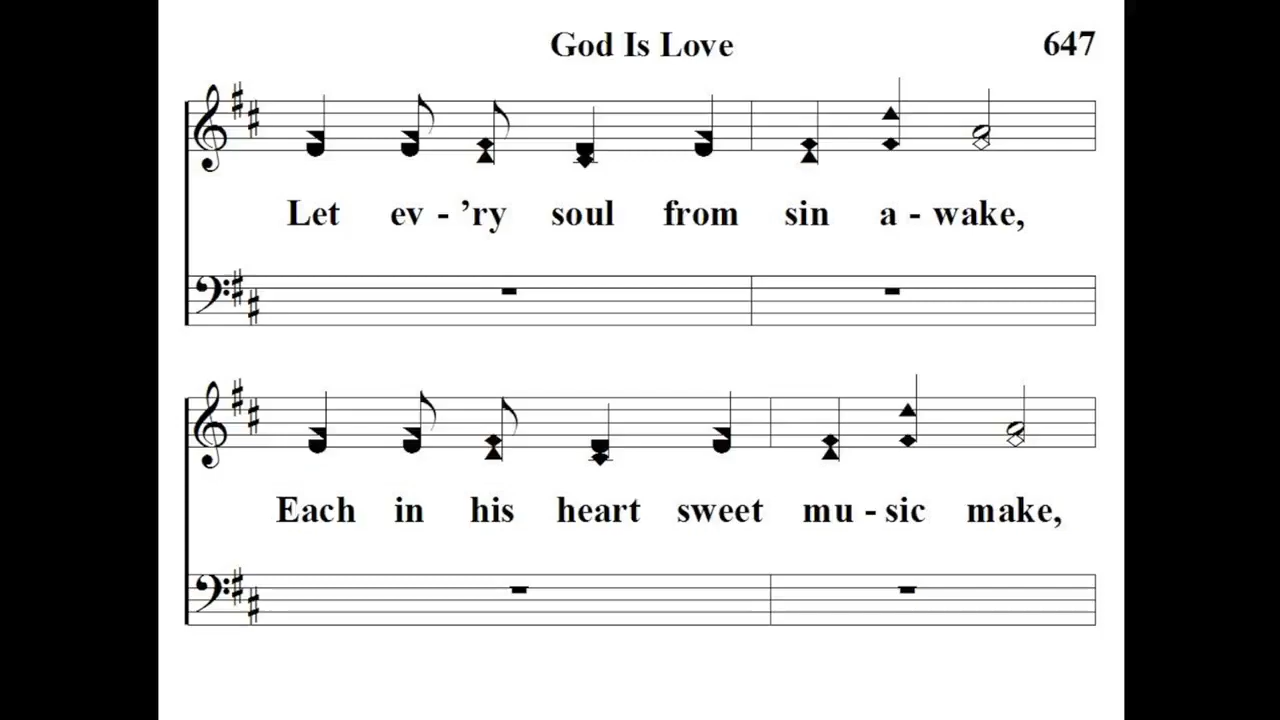 God Is Love 647
Let ev - ’ry soul from sin a - wake,
Each in his heart sweet mu - sic make,